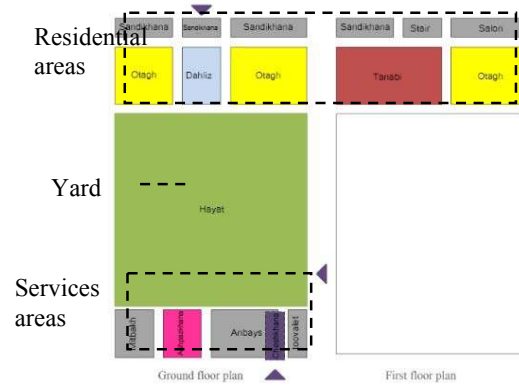 Residential
areas
Sandikhana Sandikhana Sandikhana Sandikhana Stair Salon
Otagh Dahliz Otagh Tanabi Otagh
Yard
Hayat
Services
areas
Mitbakh Anbays
Ground floor plan First floor plan